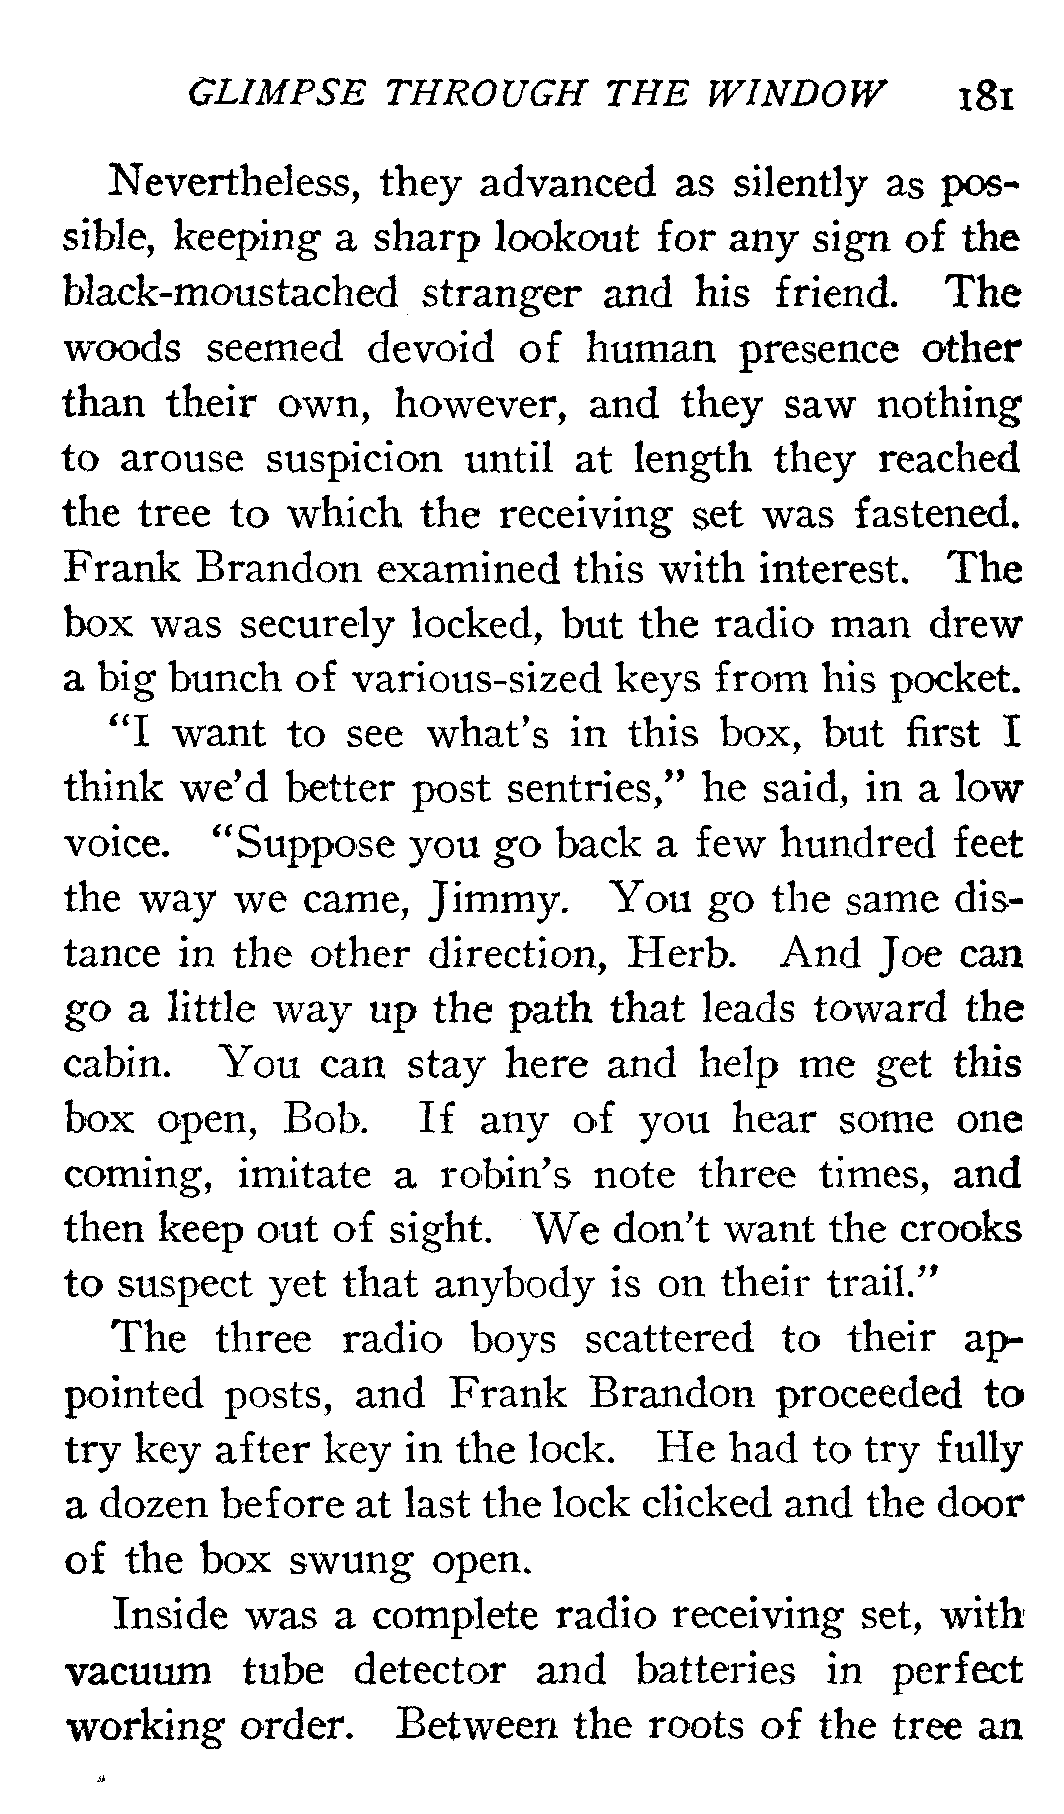 GLIMPSE THROUGH THE WINDOW 181
Nevertheless, they advanced as silently as pos-
sible, keeping a sharp lookout for any sign of the
black-moustached stranger and his friend. The
woods seemed devoid of human presence other
than their own, however, and they saw nothing
to arouse suspicion until at length they reached
the tree to which the receiving set was fastened.
Frank Brandon examined this with interest. The
box was securely locked, but the radio man drew
a big bunch of various-sized keys from his pocket.
"I want to see what's in this box, but first I
think we'd better post sentries," he said, in a low
voice. "Suppose you go back a few hundred feet
the way we came, Jimmy. You go the same dis-
tance in the other direction, Herb. And Joe can
go a little way up the path that leads toward the
cabin. You can stay here and help me get this
box open, Bob. If any of you hear some one
coming, imitate a robin's note three times, and
then keep out of sight. We don't want the crooks
to suspect yet that anybody is on their trail."
The three radio boys scattered to their ap-
pointed posts, and Frank Brandon proceeded to
try key after key in the lock. He had to try fully
a dozen before at last the lock clicked and the door
of the box swung open.
Inside was a complete radio receiving set, with
vacuum tube detector and batteries in perfect
working order. Between the roots of the tree an